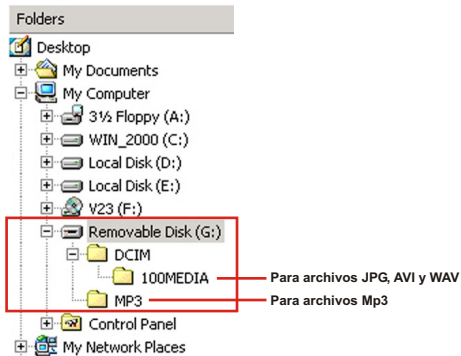 Folders
Desktop
My Documents
My Computer
3½ Floppy (A:)
WIN_2000 (C:)
Local Disk (D:)
Local Disk (E:)
V23 (F:)
Removable Disk (G:)
DCIM
100MEDIA Para archivos JPG, AVI y WAV
MP3 Para archivos Mp3
Control Panel
My Network Places